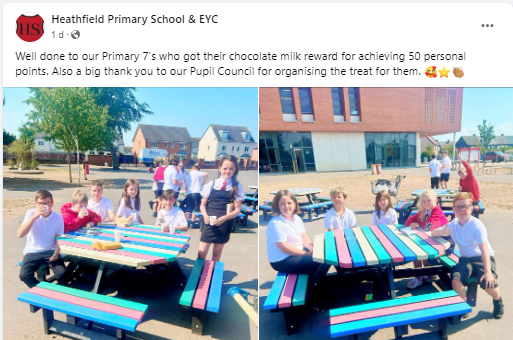 HS
Heathfield Primary School & EYC
1 d ·
Well done to our Primary 7's who got their chocolate milk reward for achieving 50 personal
points. Also a big thank you to our Pupil Council for organising the treat for them. 🥰⭐👏🏽